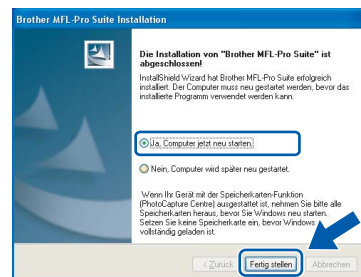 Brother MFL-Pro Suite Installation
Die Installation von "Brother MFL-Pro Suite" ist
abgeschlossen!
InstallShield Wizard hat Brother MFL-Pro Suite erfolgreich
installiert. Der Computer muss neu gestartet werden, bevor das
installierte Programm verwendet werden kann.
Ja, Computer jetzt neu starten.
Nein, Computer wird später neu gestartet.
Wenn Ihr Gerät mit der Speicherkarten-Funktion
(PhotoCapture Centre) ausgestattet ist, nehmen Sie bitte alle
Speicherkarten heraus, bevor Sie Windows neu starten.
Setzen Sie keine Speicherkarte ein, bevor Windows
vollständig geladen ist.
< Zurück Fertig stellen Abbrechen